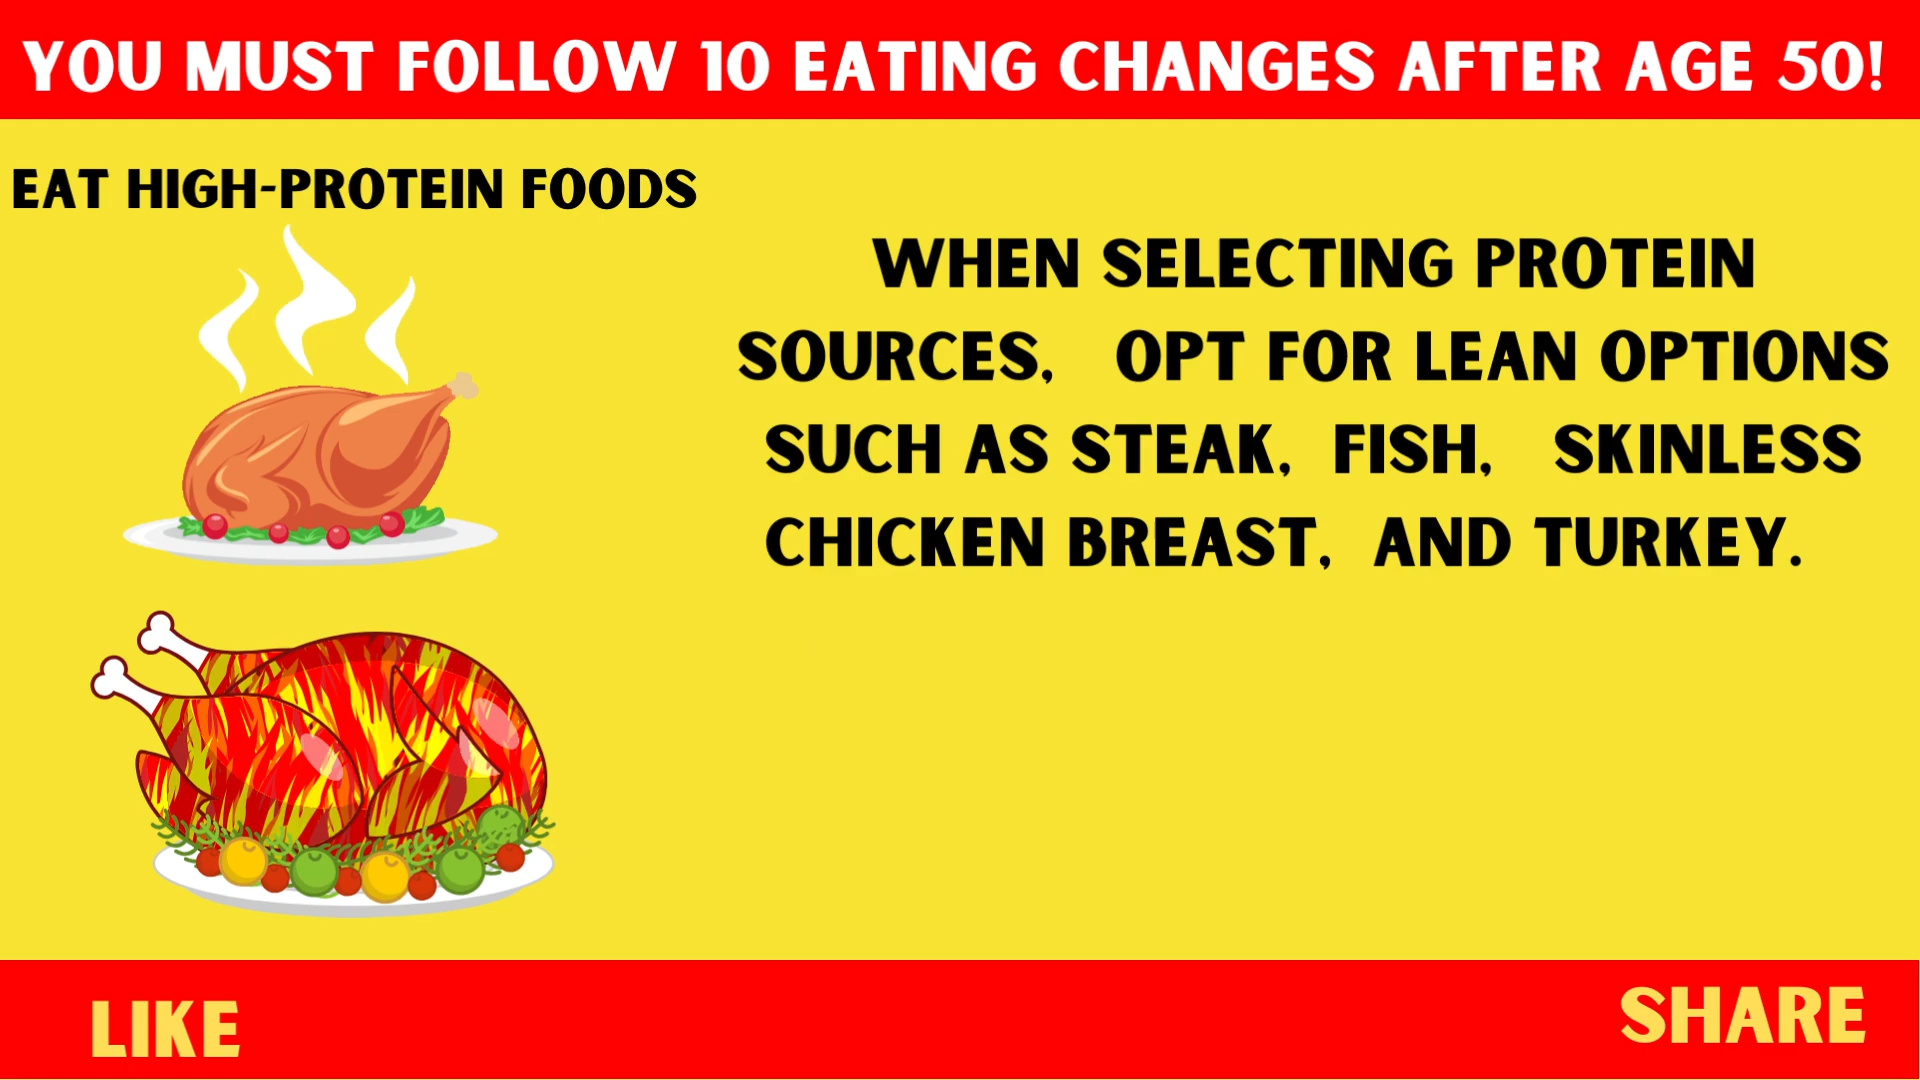 YOU MUST FOLLOW 10 EATING CHANGES AFTER AGE 50!
EAT HIGH-PROTEIN FOODS
WHEN SELECTING PROTEIN
SOURCES, OPT FOR LEAN OPTIONS
SUCH AS STEAK, FISH, SKINLESS
CHICKEN BREAST, AND TURKEY.
LIKE
SHARE